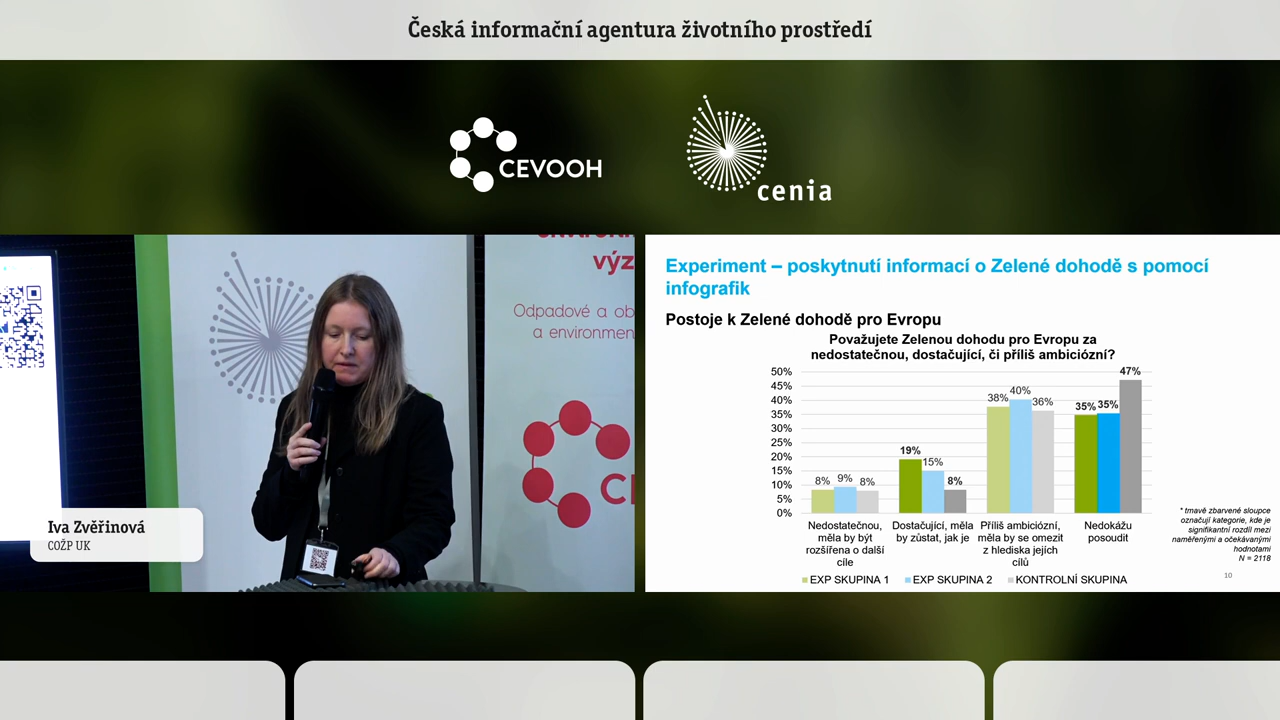 Česká informační agentura životního prostředí
CEVOOH
cenia
výz
Odpadové a ob
a environmen
Iva Zvěřinová
COŽP UK
Experiment – poskytnutí informací o Zelené dohodě s pomocí
infografik
Postoje k Zelené dohodě pro Evropu
Považujete Zelenou dohodu pro Evropu za
nedostatečnou, dostačující, či příliš ambiciózní?
50%
45%
40%
35%
30%
25%
20%
15%
10%
5%
0%
8% 9% 8%
19% 15% 8%
38% 40% 36%
35% 35% 47%
Nedostatečnou,
měla by být
rozšířena o další
cíle
Dostačující, měla
by zůstat, jak je
Příliš ambiciózní,
měla by se omezit
z hlediska jejích
cílů
Nedokážu
posoudit
EXP SKUPINA 1 EXP SKUPINA 2 KONTROLNÍ SKUPINA
* tmavě zbarvené sloupce
označují kategorie, kde je
signifikantní rozdíl mezi
naměřenými a očekávanými
hodnotami
N = 2118
10